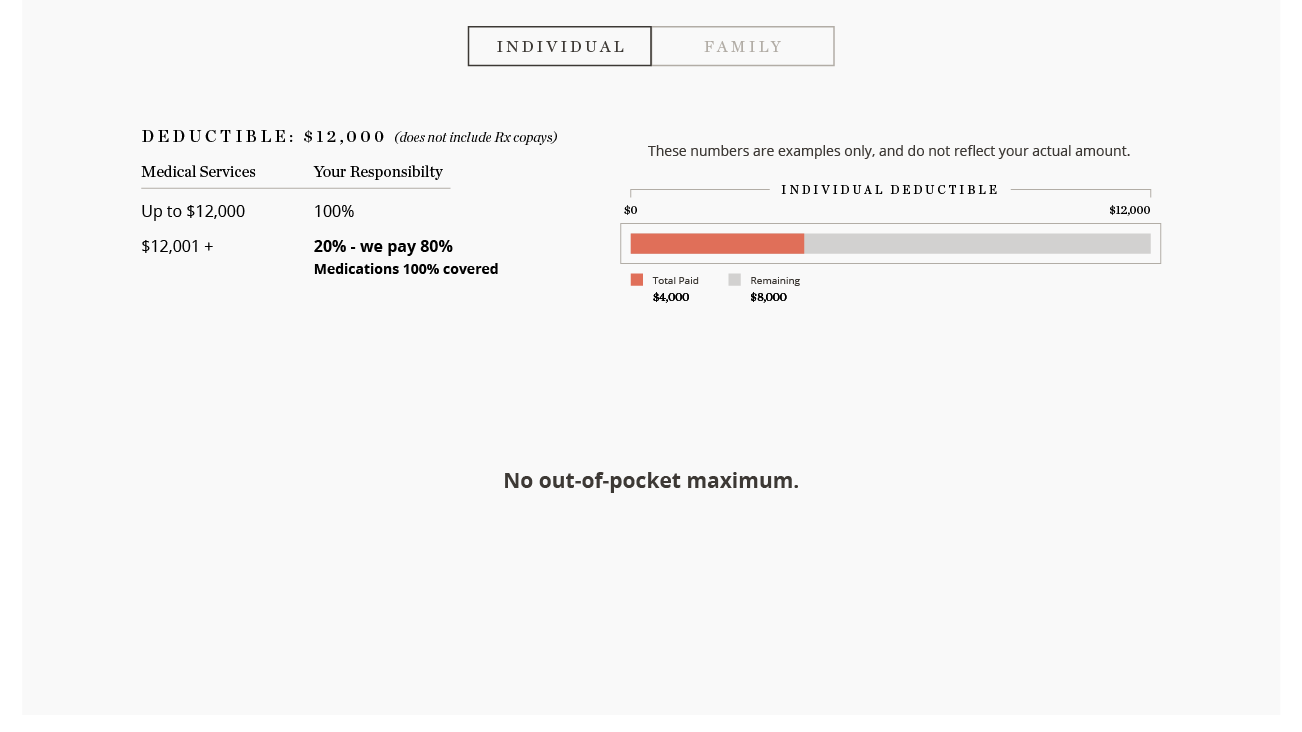 INDIVIDUAL FAMILY
DEDUCTIBLE: $12,000 (does not include Rx copays)
Medical Services Your Responsibilty
Up to $12,000 100%
$12,001 + 20% - we pay 80%
Medications 100% covered
These numbers are examples only, and do not reflect your actual amount.
INDIVIDUAL DEDUCTIBLE
$0 $12,000
Total Paid Remaining
$4,000 $8,000
No out-of-pocket maximum.